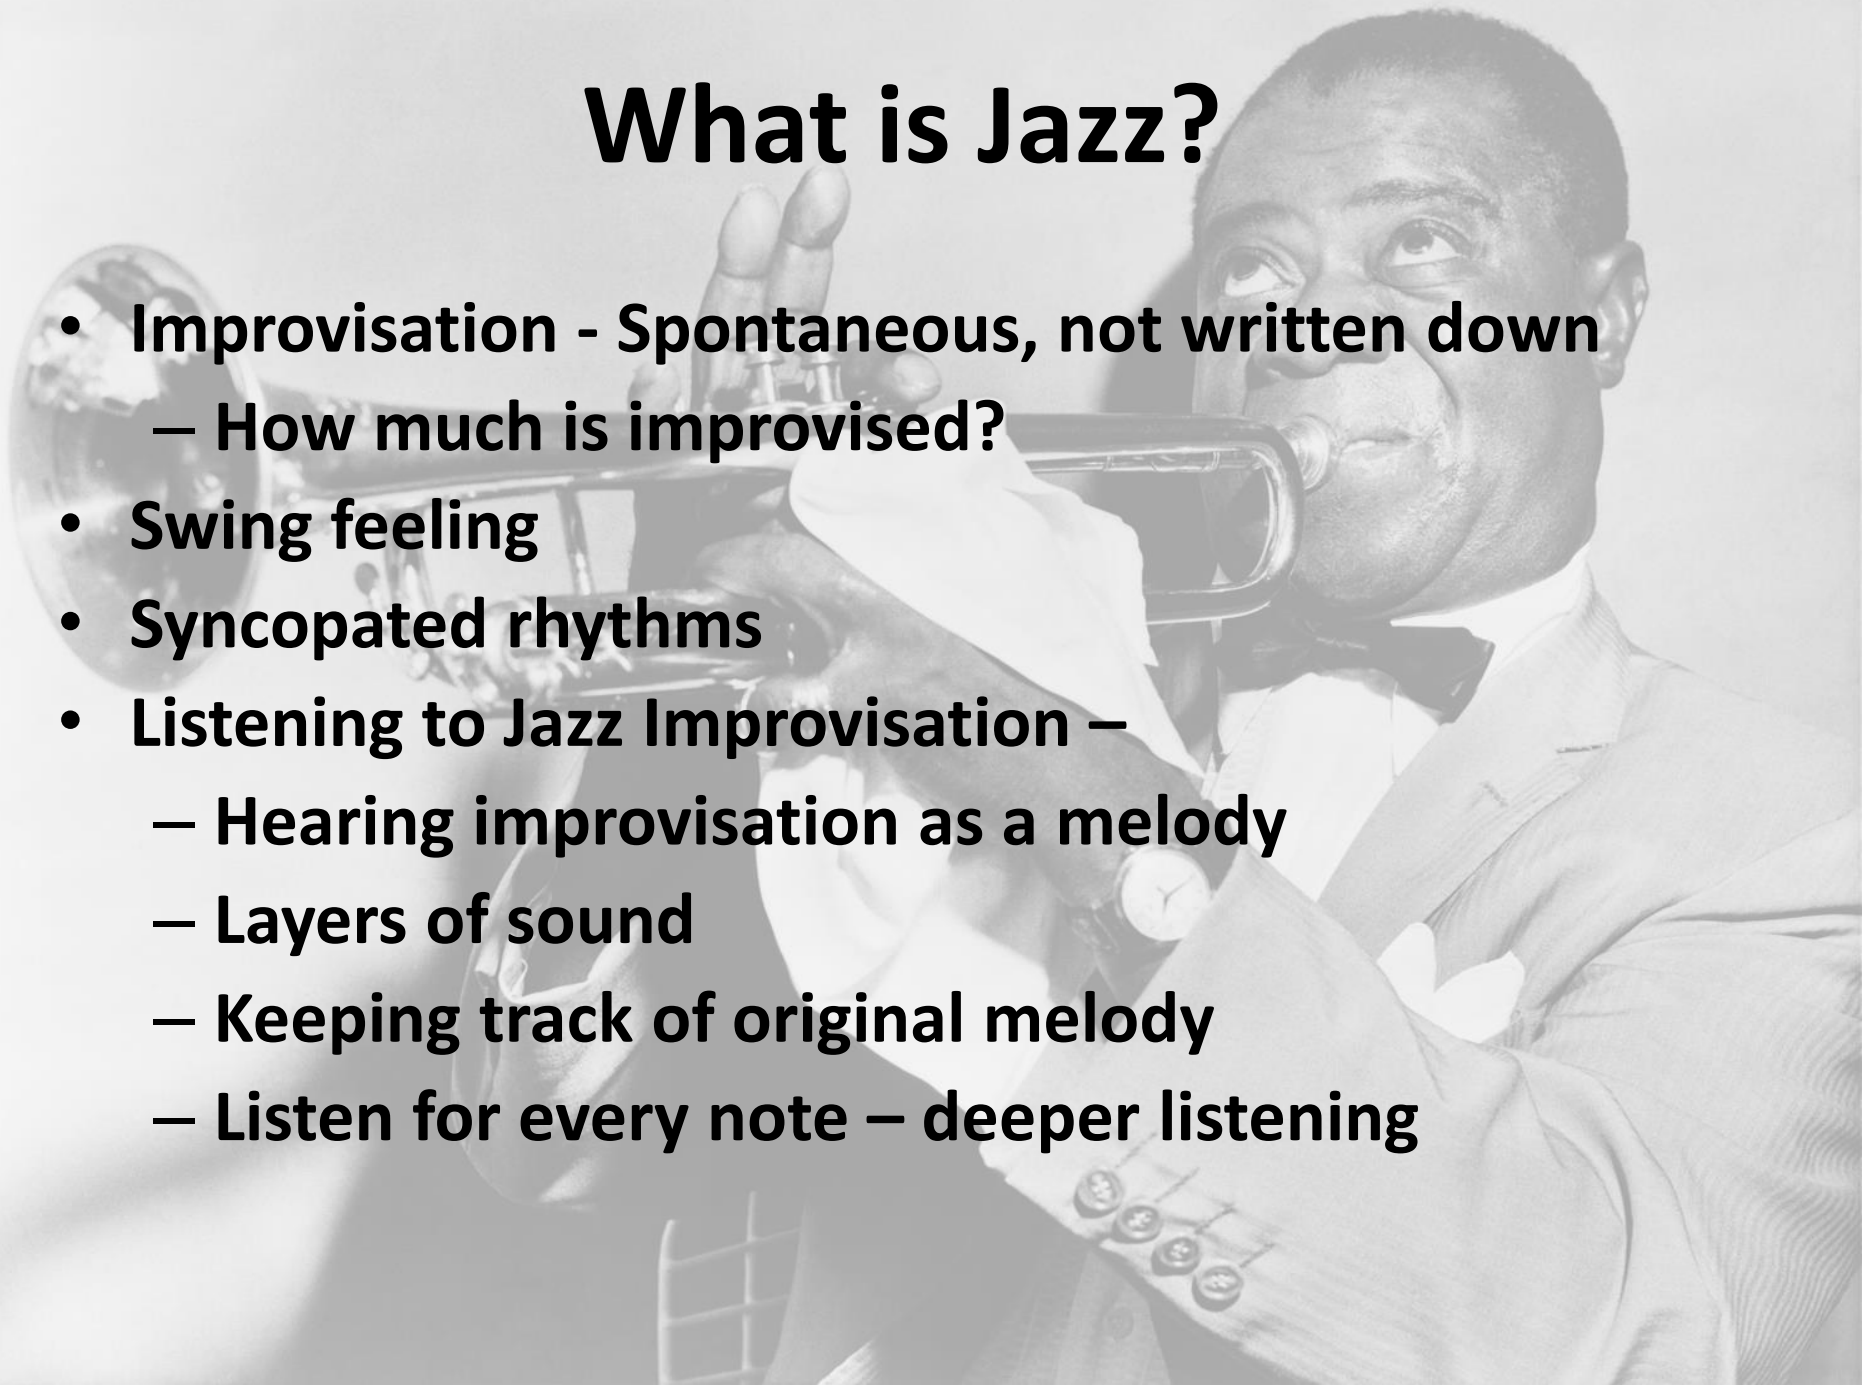 What is Jazz?
• Improvisation - Spontaneous, not written down
– How much is improvised?
• Swing feeling
• Syncopated rhythms
• Listening to Jazz Improvisation –
– Hearing improvisation as a melody
– Layers of sound
– Keeping track of original melody
– Listen for every note – deeper listening